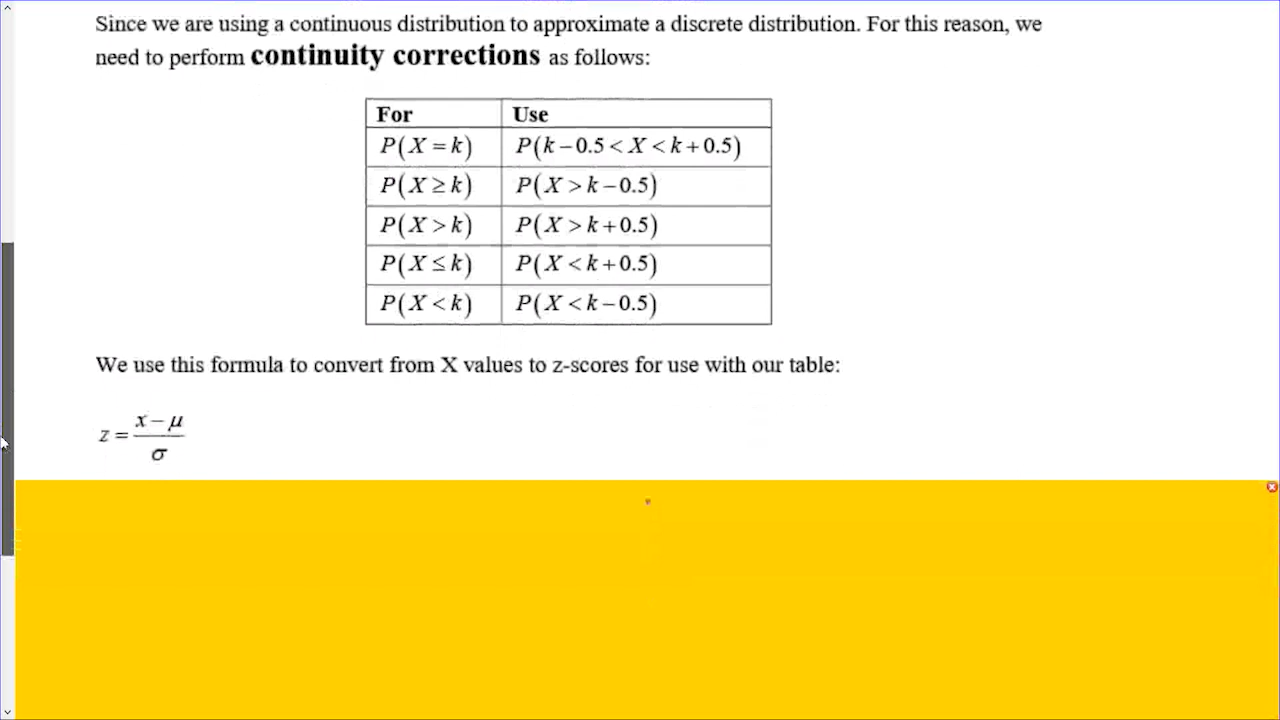 Since we are using a continuous distribution to approximate a discrete distribution. For this reason, we
need to perform continuity corrections as follows:
For Use
P(X = k) P(k − 0.5 < X < k + 0.5)
P(X ≥ k) P(X > k − 0.5)
P(X > k) P(X > k + 0.5)
P(X ≤ k) P(X < k + 0.5)
P(X < k) P(X < k − 0.5)
We use this formula to convert from X values to z-scores for use with our table:
z = (x − μ) / σ